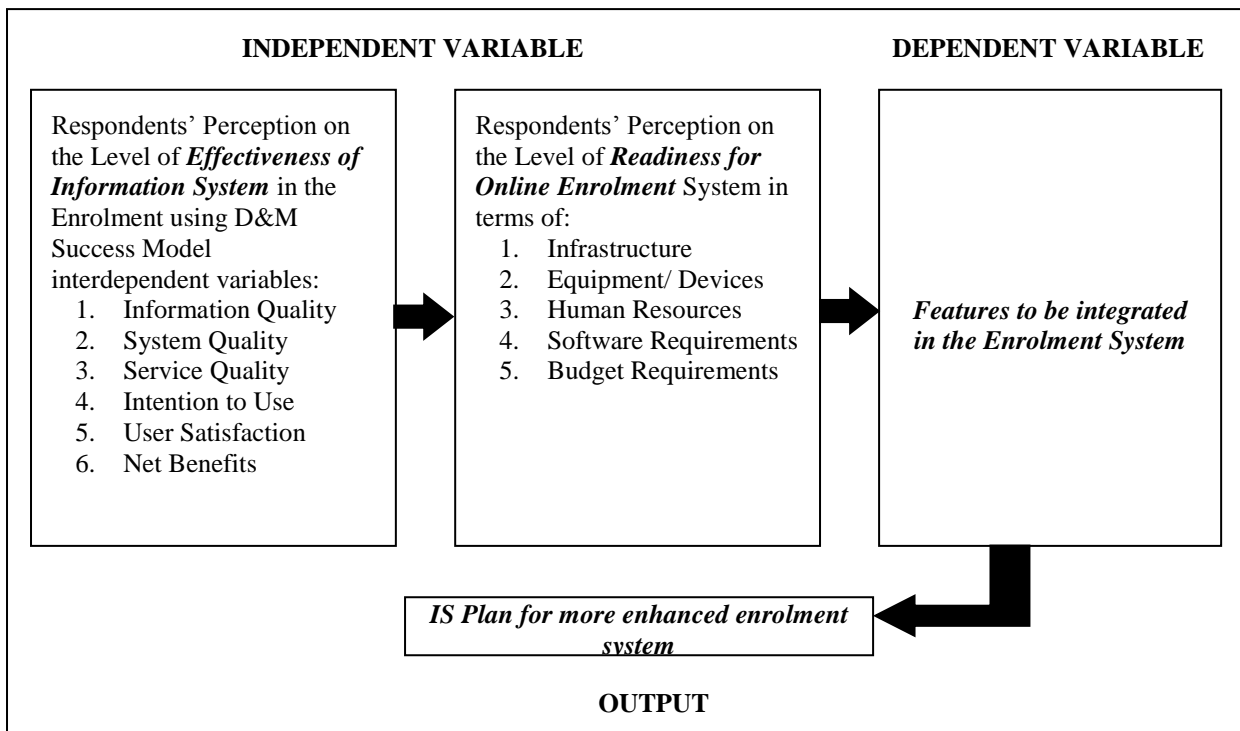 INDEPENDENT VARIABLE
DEPENDENT VARIABLE
Respondents’ Perception on
the Level of Effectiveness of
Information System in the
Enrolment using D&M
Success Model
interdependent variables:
1. Information Quality
2. System Quality
3. Service Quality
4. Intention to Use
5. User Satisfaction
6. Net Benefits
Respondents’ Perception on
the Level of Readiness for
Online Enrolment System in
terms of:
1. Infrastructure
2. Equipment/ Devices
3. Human Resources
4. Software Requirements
5. Budget Requirements
Features to be integrated
in the Enrolment System
IS Plan for more enhanced enrolment
system
OUTPUT